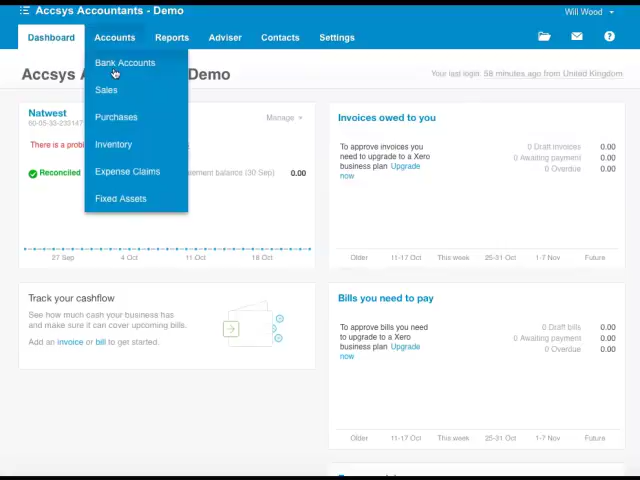 Accsys Accountants - Demo
Will Wood
Dashboard Accounts Reports Adviser Contacts Settings
?
Accsys A Demo
Your last login: 58 minutes ago from United Kingdom
Bank Accounts
Sales
Purchases
Inventory
Expense Claims
Fixed Assets
Natwest
Manage >
There is a prob
Reconciled
ement balance (30 Sep) 0.00
27 Sep 4 Oct 11 Oct 18 Oct
Invoices owed to you
To approve invoices you
need to upgrade to a Xero
business plan Upgrade
now
0 Draft invoices 0.00
0 Awaiting payment 0.00
0 Overdue 0.00
Older 11-17 Oct This week 25-31 Oct 1-7 Nov Future
Track your cashflow
See how much cash your business has
and make sure it can cover upcoming bills.
Add an invoice or bill to get started.
Bills you need to pay
To approve bills you need
to upgrade to a Xero
business plan Upgrade
now
0 Draft bills 0.00
0 Awaiting payment 0.00
0 Overdue 0.00
Older 11-17 Oct This week 25-31 Oct 1-7 Nov Future